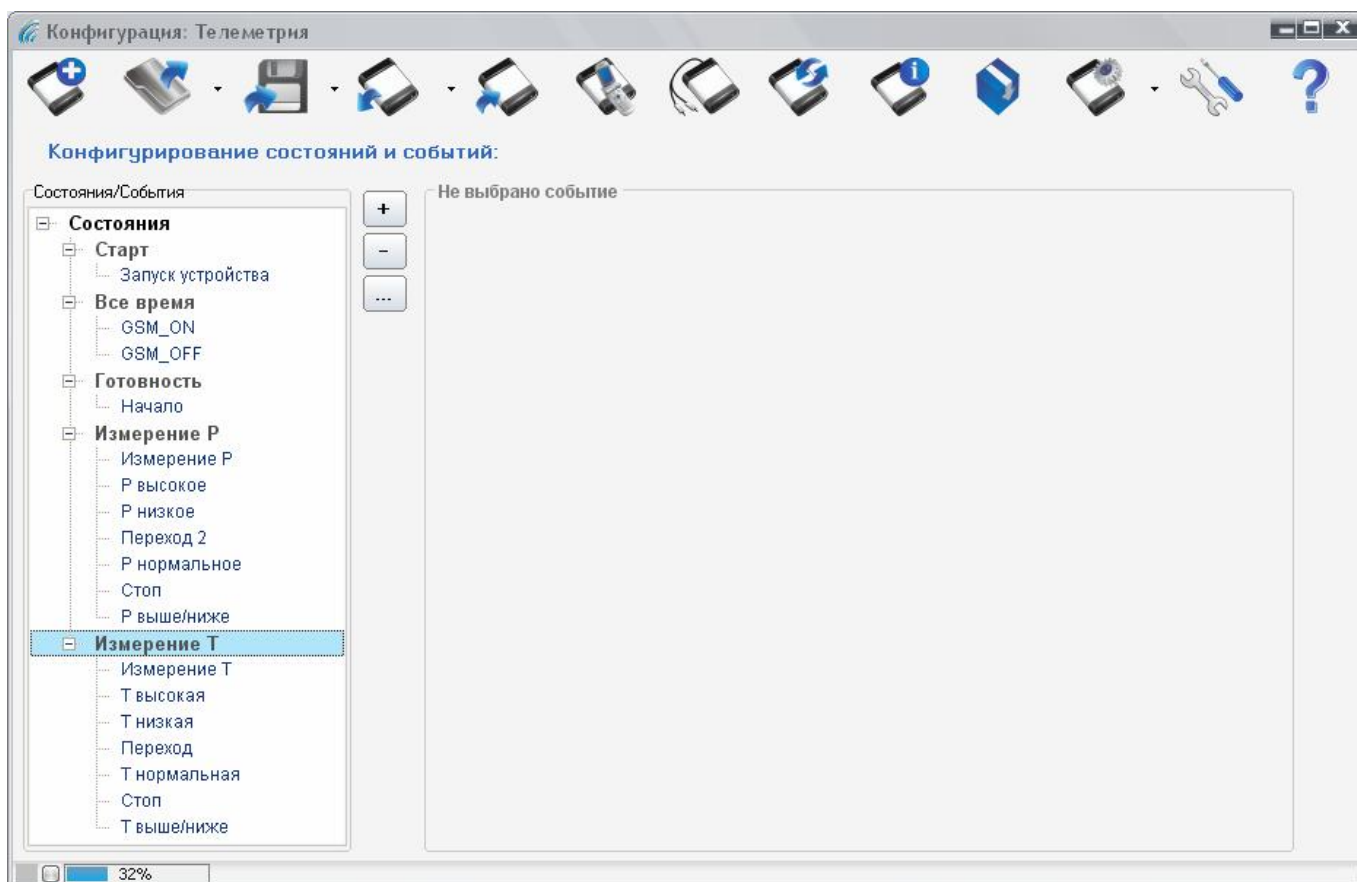 Конфигурация: Телеметрия
Конфигурирование состояний и событий:
Состояния/События
Не выбрано событие
+
-
...
Состояния
Старт
Запуск устройства
Все время
GSM_ON
GSM_OFF
Готовность
Начало
Измерение P
Измерение P
P высокое
P низкое
Переход 2
P нормальное
Стоп
P выше/ниже
Измерение T
Измерение T
T высокая
T низкая
Переход
T нормальная
Стоп
T выше/ниже
32%